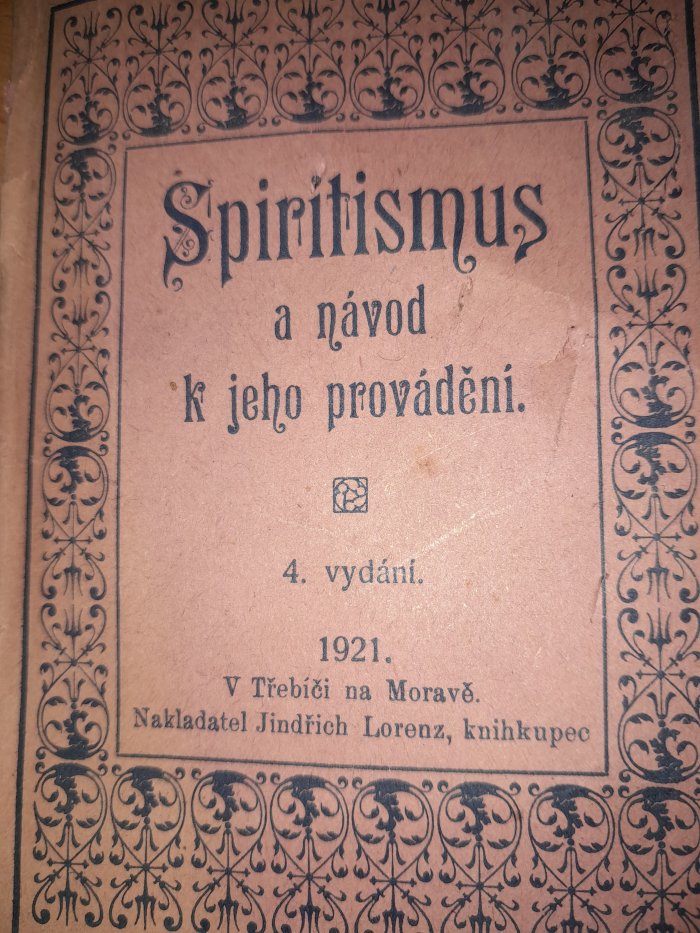 Spiritismus
a návod
k jeho provádění.
4. vydání.
1921.
V Třebíči na Moravě.
Nakladatel Jindřich Lorenz, knihkupec